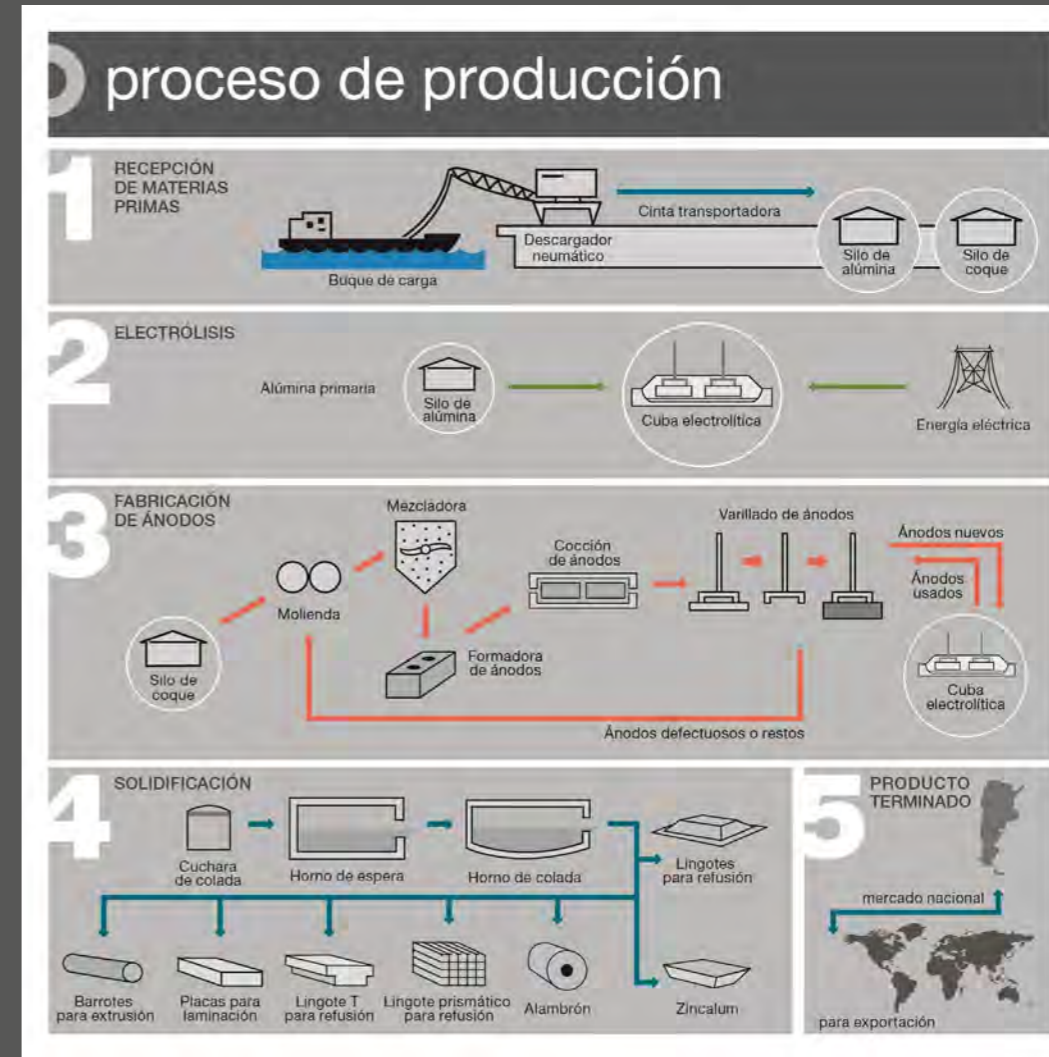 proceso de producción
1
RECEPCIÓN
DE MATERIAS
PRIMAS
Buque de carga
Descargador
neumático
Cinta transportadora
Silo de
alúmina
Silo de
coque
2
ELECTRÓLISIS
Alúmina primaria
Silo de
alúmina
Cuba electrolítica
Energía eléctrica
3
FABRICACIÓN
DE ÁNODOS
Silo de
coque
Molienda
Mezcladora
Formadora
de ánodos
Cocción
de ánodos
Varillado de ánodos
Ánodos nuevos
Ánodos
usados
Cuba
electrolítica
Ánodos defectuosos o restos
4
SOLIDIFICACIÓN
Cuchara
de colada
Horno de espera
Horno de colada
Lingotes
para refusión
Barrotes
para extrusión
Placas para
laminación
Lingote T
para refusión
Lingote prismático
para refusión
Alambrón
Zincalum
5
PRODUCTO
TERMINADO
mercado nacional
para exportación